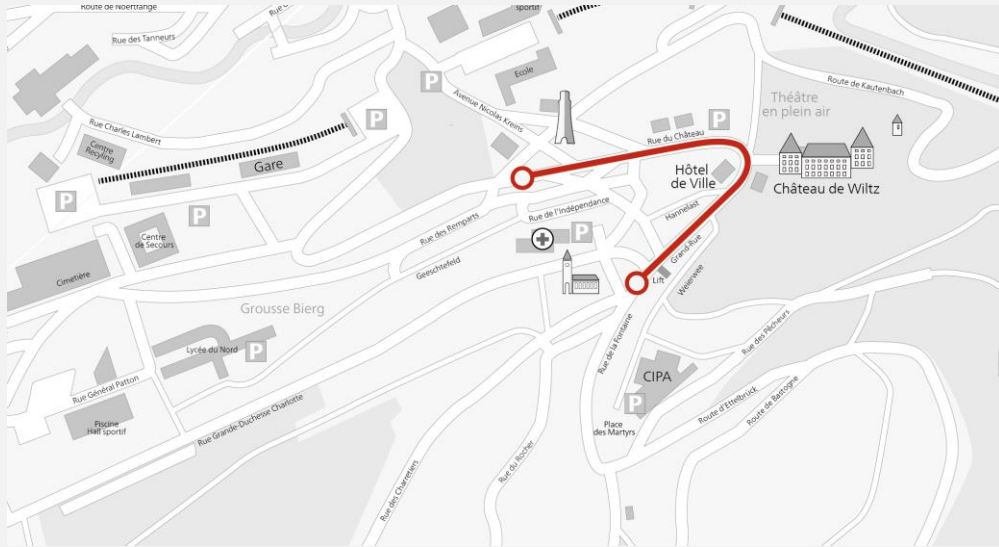 Route de Noertrange
Rue des Tanneurs
sportif
Ecole
Route de Kautenbach
Théâtre
en plein air
P
Avenue Nicolas Kreins
Rue Charles Lambert
P
P
Rue du Château
Centre
Recyling
Gare
Hôtel
de Ville
Château de Wiltz
P
Hannelast
Rue de l'Indépendance
P
Rue des Remparts
Centre
de Secours
Geeschtefeld
Grand-Rue
Lift
Weierwee
Cimetière
Grousse Bierg
Lycée du Nord
P
Rue de la Fontaine
Rue des Pêcheurs
CIPA
P
Rue Général Patton
Piscine
Hall sportif
Rue Grande-Duchesse Charlotte
Place
des Martyrs
Route d'Ettelbrück
Route de Bastogne
Rue du Rocher
Rue des Charretiers